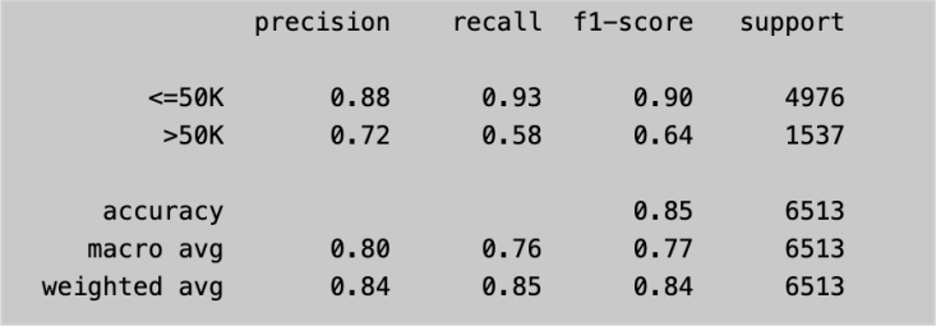 precision recall f1-score support
<=50K 0.88 0.93 0.90 4976
>50K 0.72 0.58 0.64 1537
accuracy 0.85 6513
macro avg 0.80 0.76 0.77 6513
weighted avg 0.84 0.85 0.84 6513